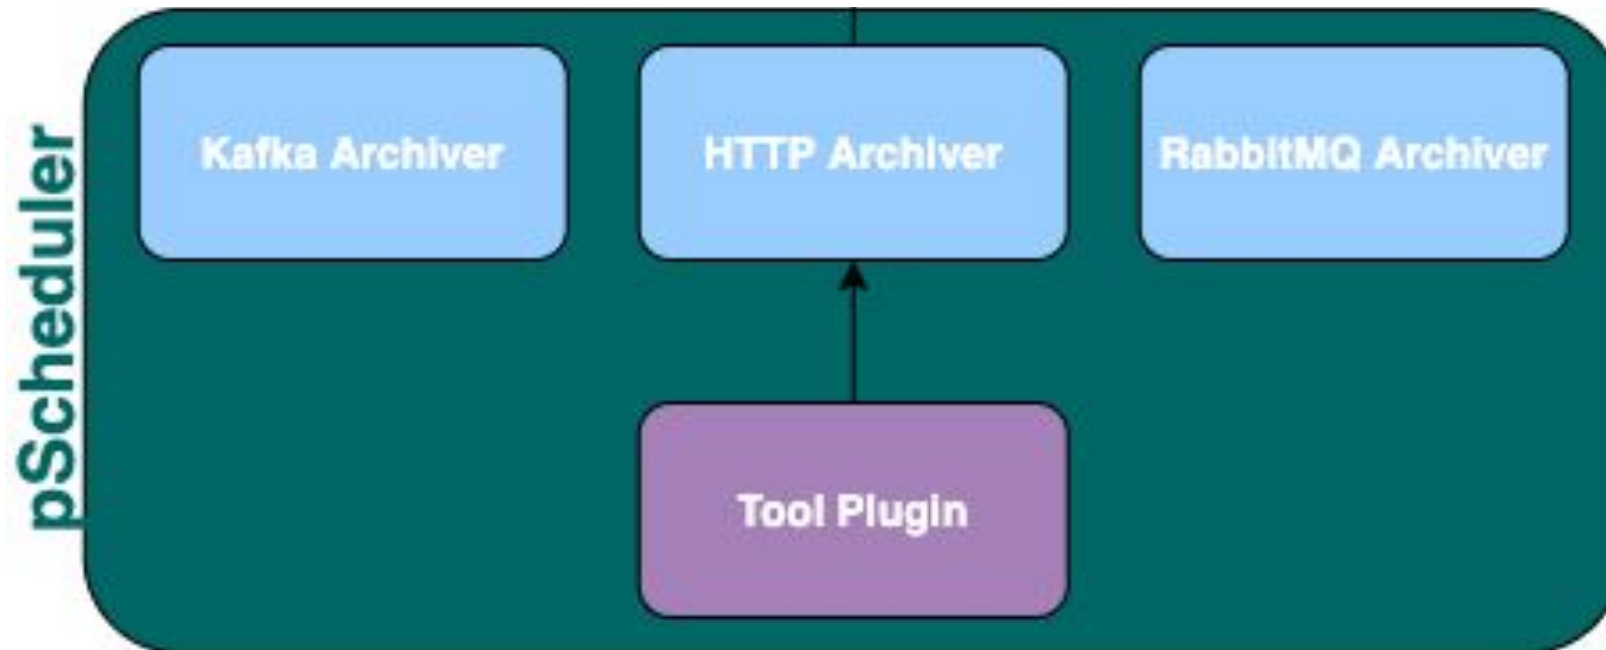 pScheduler
Kafka Archiver
HTTP Archiver
RabbitMQ Archiver
Tool Plugin